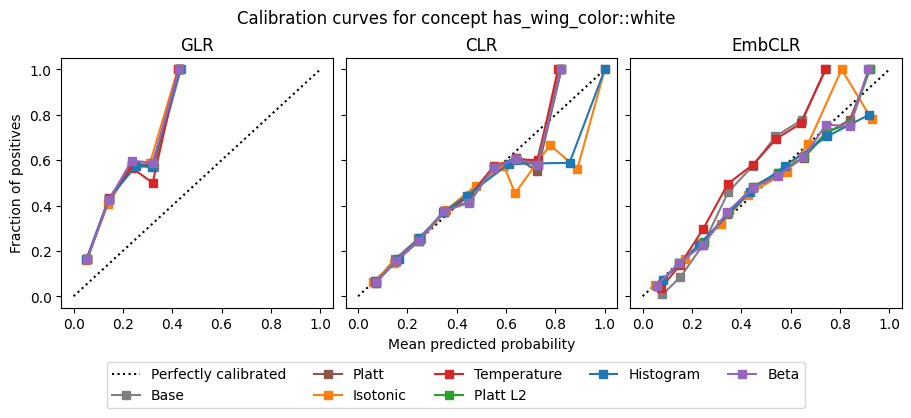 Calibration curves for concept has_wing_color::white
GLR
CLR
EmbCLR
Fraction of positives
1.0
0.8
0.6
0.4
0.2
0.0
0.0 0.2 0.4 0.6 0.8 1.0
0.0 0.2 0.4 0.6 0.8 1.0
0.0 0.2 0.4 0.6 0.8 1.0
Mean predicted probability
Perfectly calibrated
Base
Platt
Isotonic
Temperature
Platt L2
Histogram
Beta